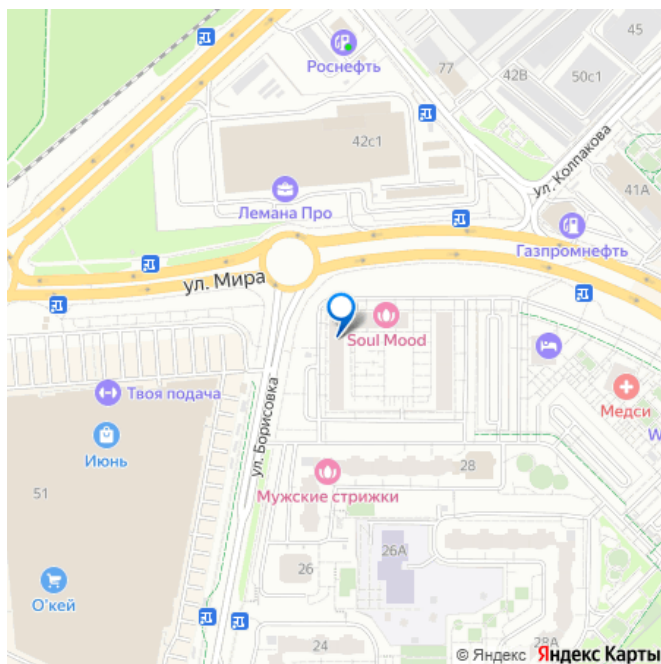 45
Роснефть
77
42В
50с1
42с1
ул. Колпакова
41А
Лемана Про
Газпромнефть
ул. Мира
Soul Mood
Твоя подача
Медси
W
Июнь
ул. Борисовка
28
51
Мужские стрижки
26А
26
О'кей
24
28А
© Яндекс Яндекс Карты